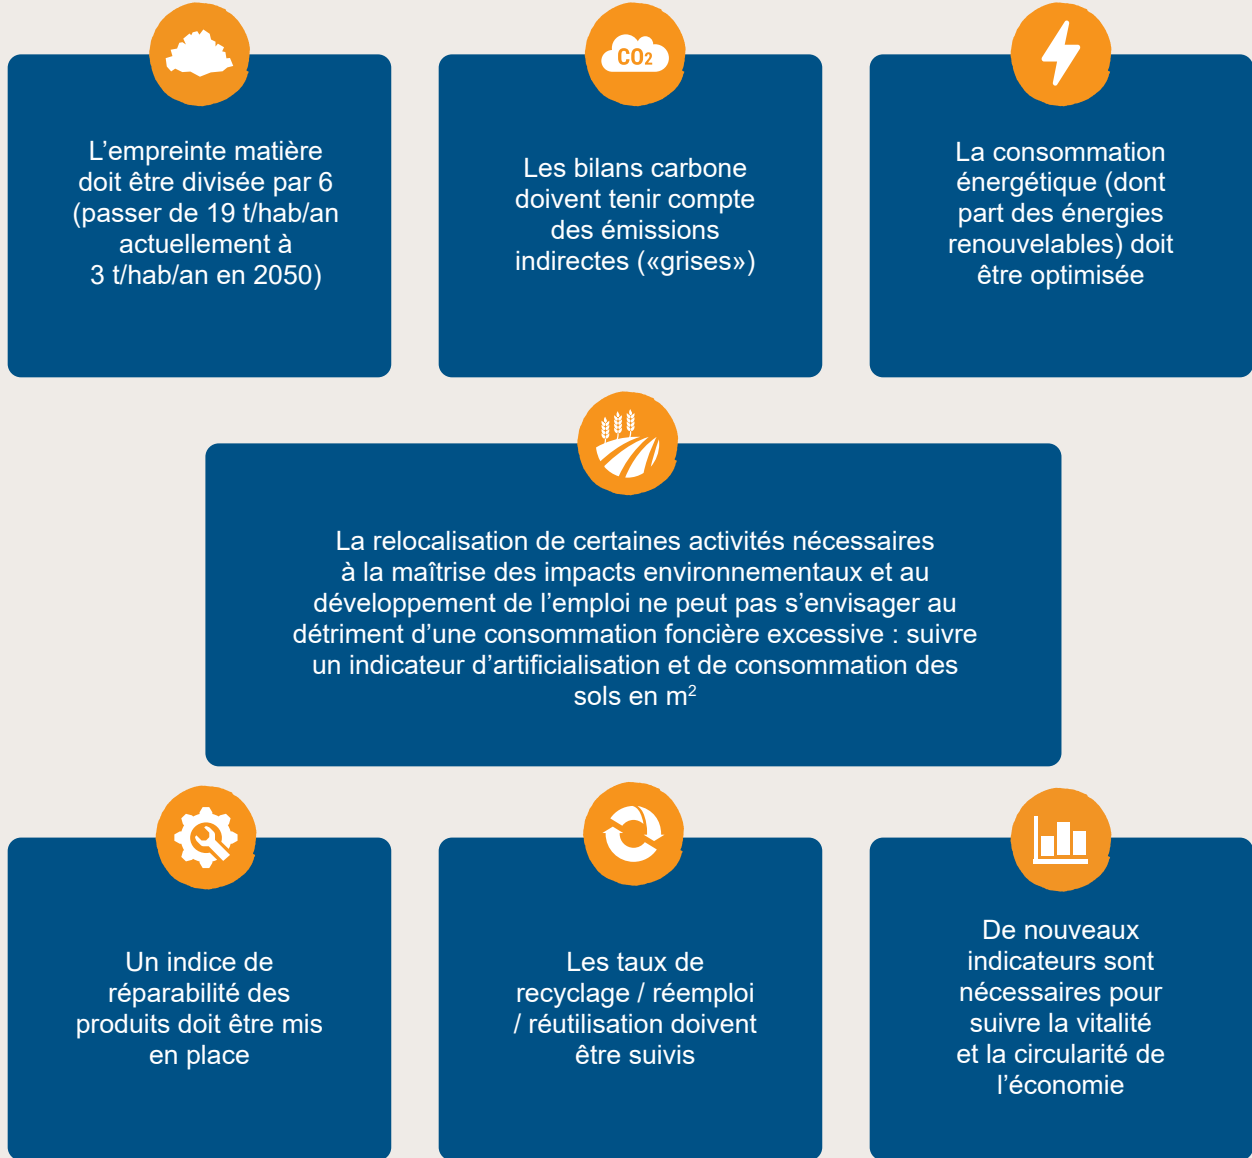 L’empreinte matière
doit être divisée par 6
(passer de 19 t/hab/an
actuellement à
3 t/hab/an en 2050)
CO2
Les bilans carbone
doivent tenir compte
des émissions
indirectes («grises»)
La consommation
énergétique (dont
part des énergies
renouvelables) doit
être optimisée
La relocalisation de certaines activités nécessaires
à la maîtrise des impacts environnementaux et au
développement de l’emploi ne peut pas s’envisager au
détriment d’une consommation foncière excessive : suivre
un indicateur d’artificialisation et de consommation des
sols en m²
Un indice de
réparabilité des
produits doit être mis
en place
Les taux de
recyclage / réemploi
/ réutilisation doivent
être suivis
De nouveaux
indicateurs sont
nécessaires pour
suivre la vitalité
et la circularité de
l’économie